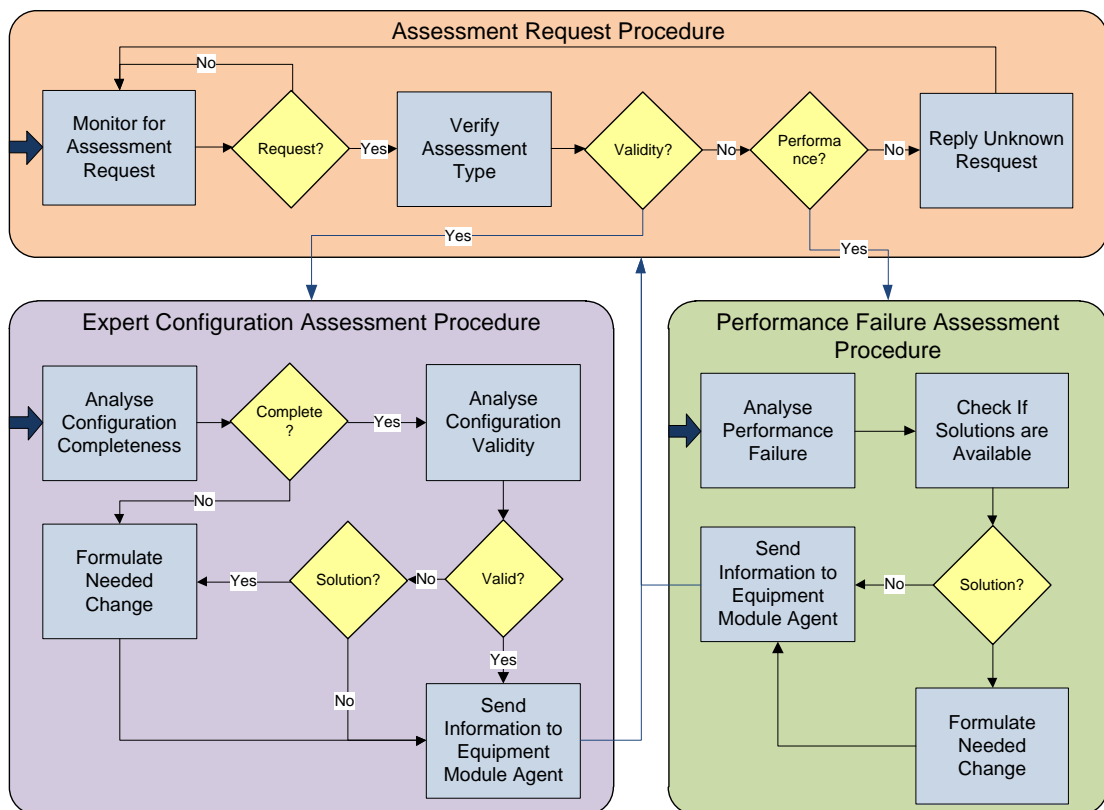 Assessment Request Procedure
No
Monitor for
Assessment
Request
Request?
Yes
Verify
Assessment
Type
Validity?
No
Performa
nce?
No
Reply Unknown
Resquest
Yes
Yes
Expert Configuration Assessment Procedure
Analyse
Configuration
Completeness
Complete
?
Yes
Analyse
Configuration
Validity
No
Formulate
Needed
Change
Yes
Solution?
No
Valid?
Yes
No
Send
Information to
Equipment
Module Agent
Performance Failure Assessment
Procedure
Analyse
Performance
Failure
Check If
Solutions are
Available
Send
Information to
Equipment
Module Agent
No
Solution?
Formulate
Needed
Change